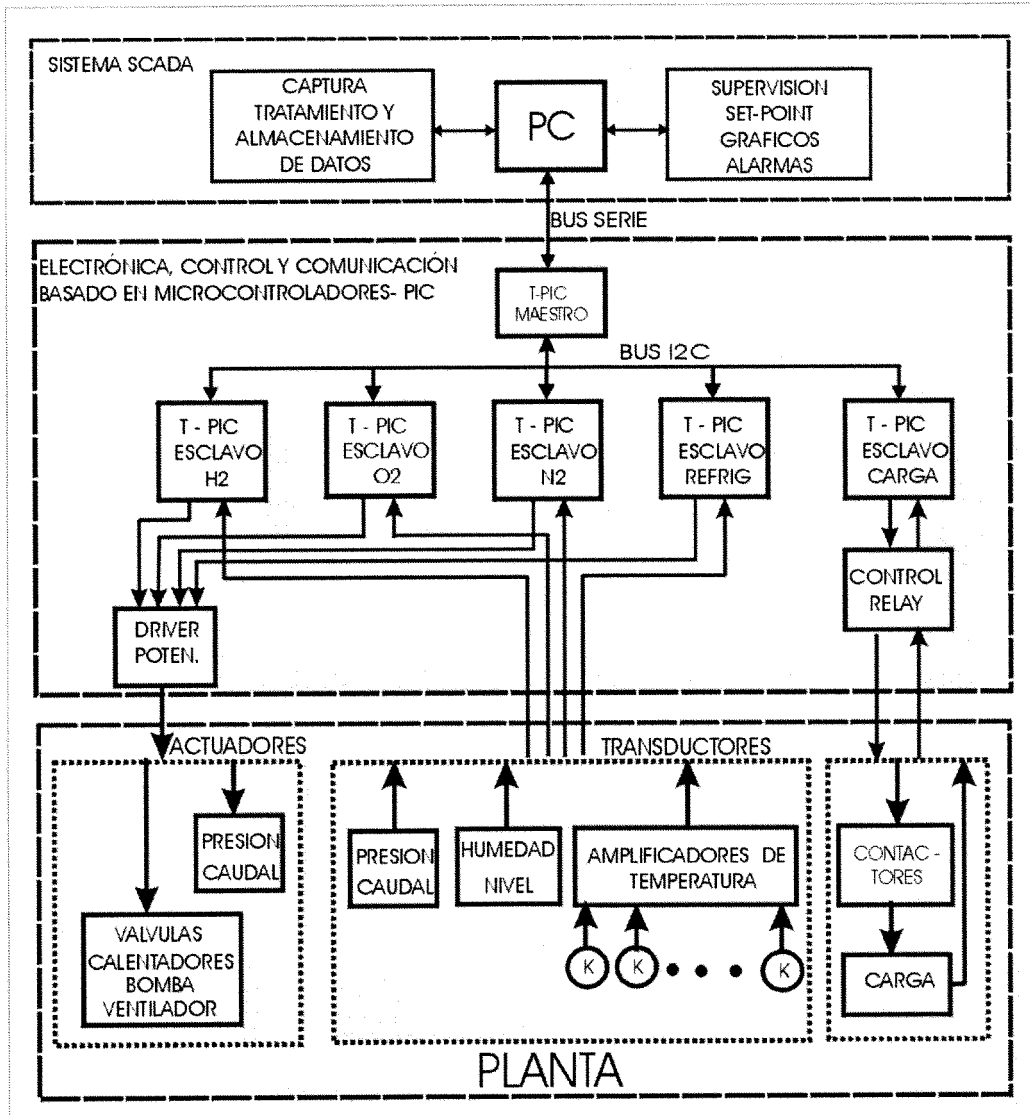 SISTEMA SCADA
CAPTURA
TRATAMIENTO Y
ALMACENAMIENTO
DE DATOS
PC
SUPERVISION
SET-POINT
GRAFICOS
ALARMAS
BUS SERIE
ELECTRÓNICA, CONTROL Y COMUNICACIÓN
BASADO EN MICROCONTROLADORES- PIC
T-PIC
MAESTRO
BUS I2C
T - PIC
ESCLAVO
H2
T - PIC
ESCLAVO
O2
T - PIC
ESCLAVO
N2
T - PIC
ESCLAVO
REFRIG
T - PIC
ESCLAVO
CARGA
CONTROL
RELAY
DRIVER
POTEN.
ACTUADORES
TRANSDUCTORES
PRESION
CAUDAL
VALVULAS
CALENTADORES
BOMBA
VENTILADOR
PRESION
CAUDAL
HUMEDAD
NIVEL
AMPLIFICADORES DE
TEMPERATURA
K
K
K
CONTAC -
TORES
CARGA
PLANTA